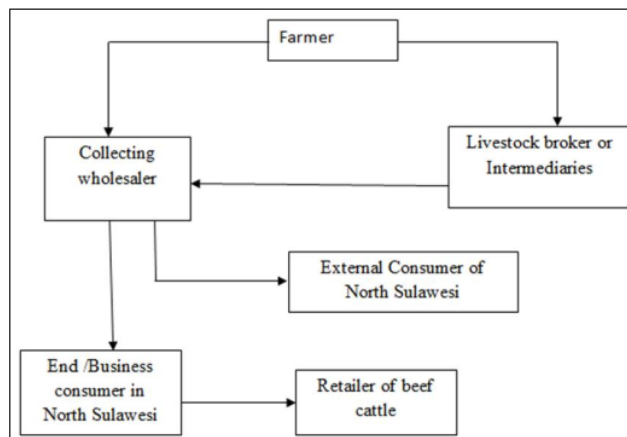 Farmer
Collecting
wholesaler
Livestock broker or
Intermediaries
External Consumer of
North Sulawesi
End /Business
consumer in
North Sulawesi
Retailer of beef
cattle